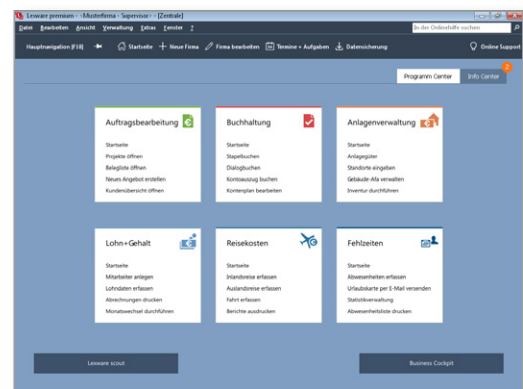 Lexware premium - <Musterfirma - Supervisor> - [Zentrale]
Datei Bearbeiten Ansicht Verwaltung Extras Fenster ?
In der Onlinehilfe suchen
Hauptnavigation [F10] Startseite Neue Firma Firma bearbeiten Termine + Aufgaben Datensicherung Online Support
2
Programm Center Info Center
Auftragsbearbeitung
Startseite
Projekte öffnen
Belegliste öffnen
Neues Angebot erstellen
Kundenübersicht öffnen
Buchhaltung
Startseite
Stapelbuchen
Dialogbuchen
Kontoauszug buchen
Kontenplan bearbeiten
Anlagenverwaltung
Startseite
Anlagegüter
Standorte eingeben
Gebäude-Afa verwalten
Inventur durchführen
Lohn+Gehalt
Startseite
Mitarbeiter anlegen
Lohndaten erfassen
Abrechnungen drucken
Monatswechsel durchführen
Reisekosten
Startseite
Inlandsreise erfassen
Auslandsreise erfassen
Fahrt erfassen
Berichte ausdrucken
Fehlzeiten
Startseite
Abwesenheiten erfassen
Urlaubskarte per E-Mail versenden
Statistikverwaltung
Abwesenheitsliste drucken
Lexware scout
Business Cockpit